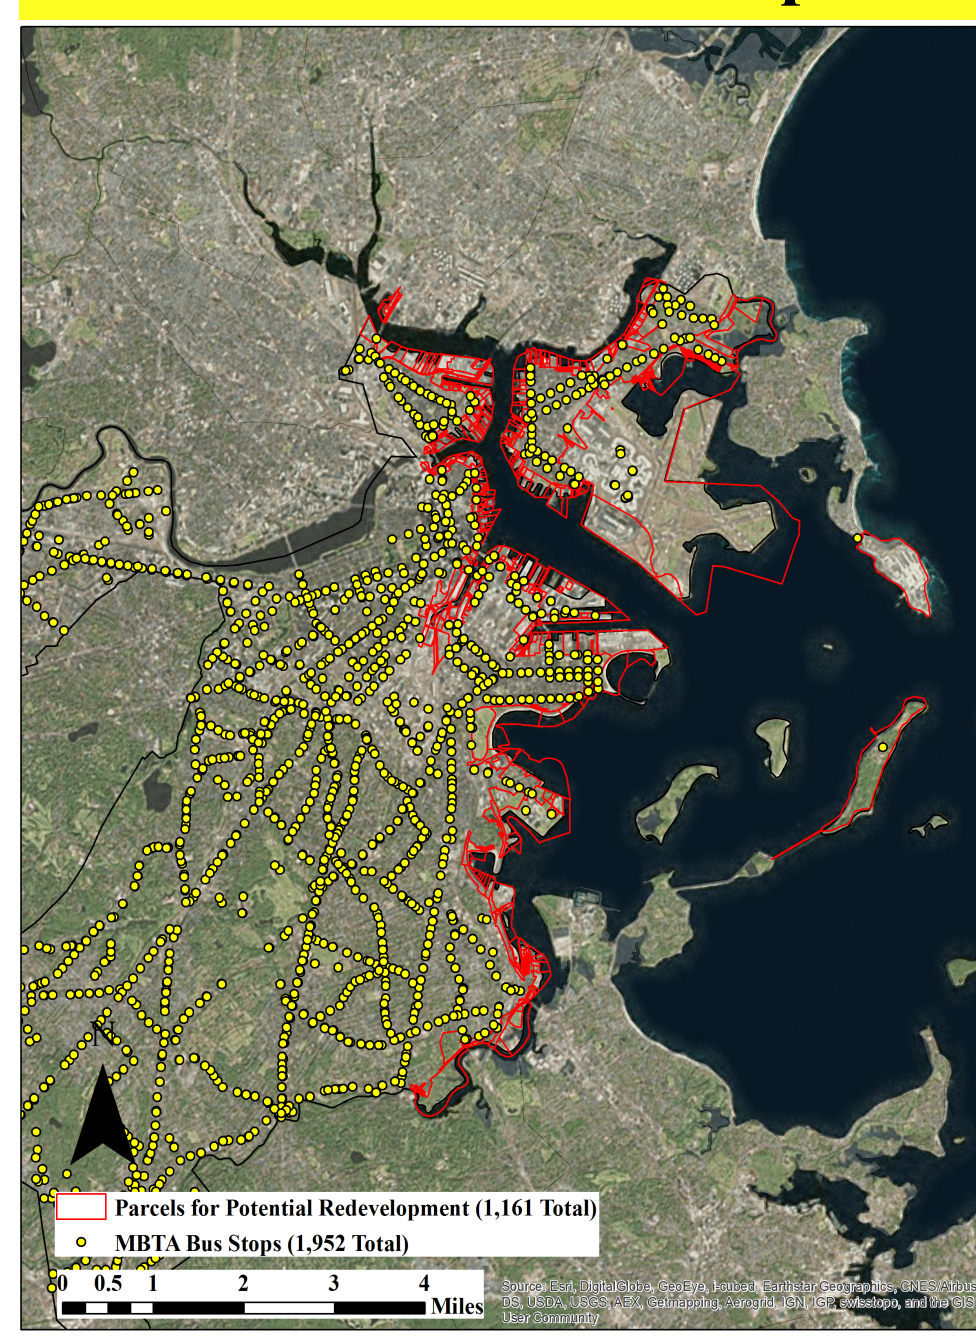 N
Parcels for Potential Redevelopment (1,161 Total)
MBTA Bus Stops (1,952 Total)
0 0.5 1 2 3 4
Miles
Source: Esri, DigitalGlobe, GeoEye, i-cubed, Earthstar Geographics, CNES/Airbus
DS, USDA, USGS, AEX, Getmapping, Aerogrid, IGN, IGP, swisstopo, and the GIS
User Community